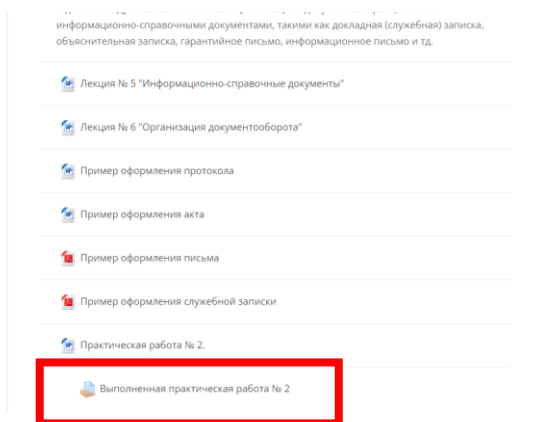 информационно-справочными документами, такими как докладная (служебная) записка,
объяснительная записка, гарантийное письмо, информационное письмо и тд.
Лекция № 5 "Информационно-справочные документы"
Лекция № 6 "Организация документооборота"
Пример оформления протокола
Пример оформления акта
Пример оформления письма
Пример оформления служебной записки
Практическая работа № 2.
Выполненная практическая работа № 2